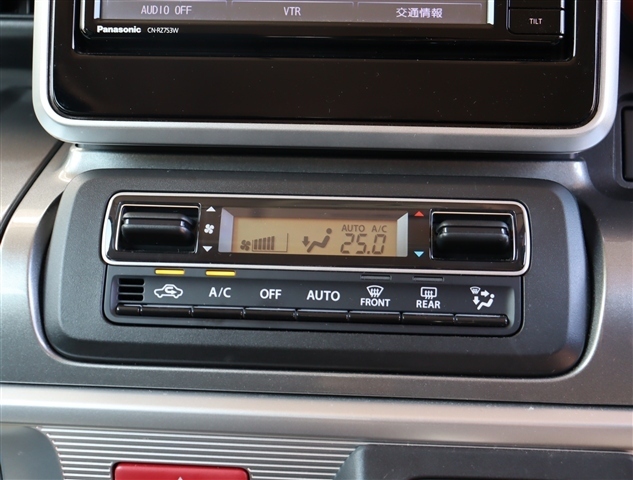 AUDIO OFF VTR 交通情報
Panasonic
CN-RZ753W
TILT
AUTO A/C
25.0
A/C OFF AUTO FRONT REAR